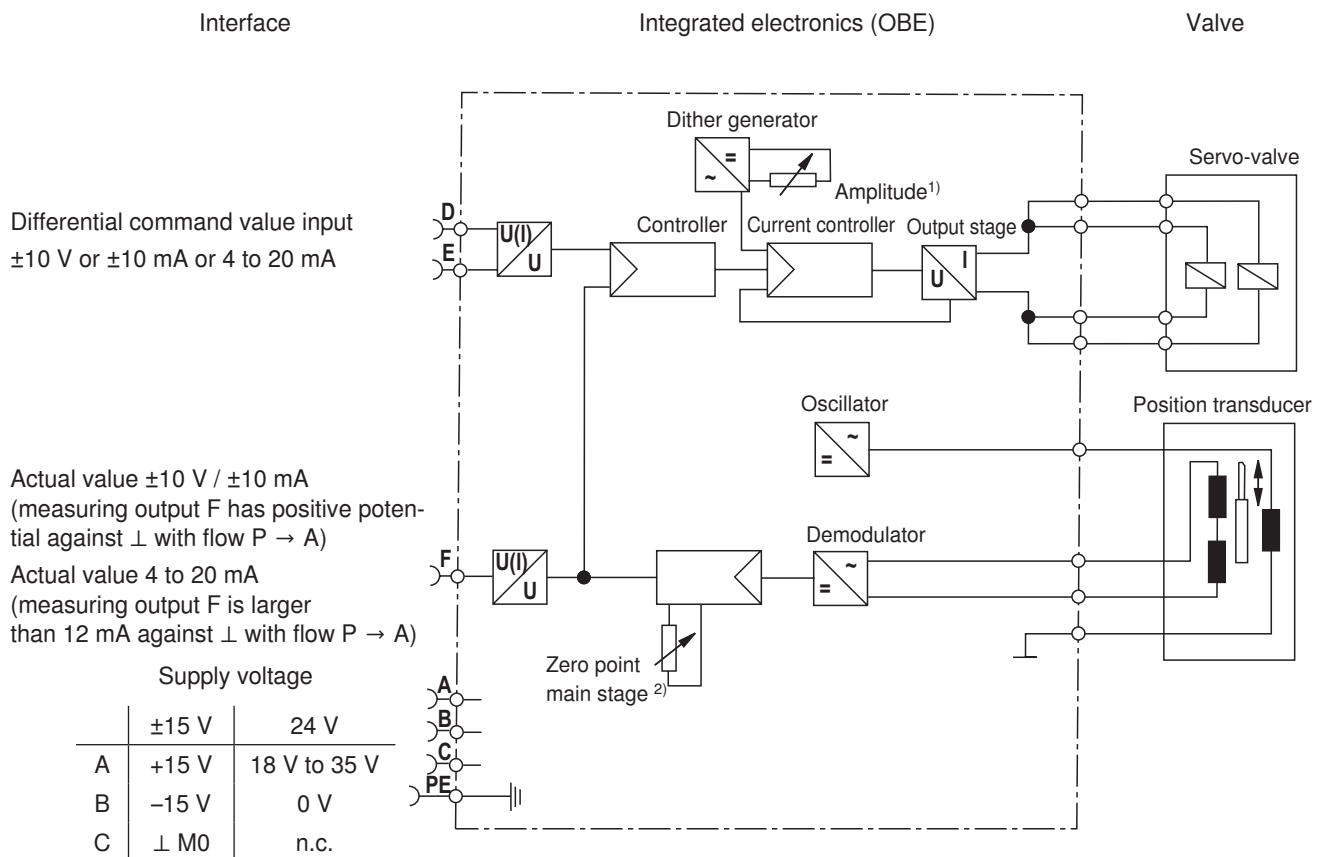 Interface
Integrated electronics (OBE)
Valve
Dither generator
=
~
Amplitude1)
Servo-valve
Differential command value input
±10 V or ±10 mA or 4 to 20 mA
D
E
U(I)
U
Controller
Current controller
Output stage
U
I
Oscillator
~
=
Position transducer
Actual value ±10 V / ±10 mA
(measuring output F has positive poten-
tial against ⊥ with flow P → A)
Actual value 4 to 20 mA
(measuring output F is larger
than 12 mA against ⊥ with flow P → A)
F
U(I)
U
Demodulator
~
=
Zero point
main stage 2)
Supply voltage
±15 V 24 V
A +15 V 18 V to 35 V
B –15 V 0 V
C ⊥ M0 n.c.
A
B
C
PE